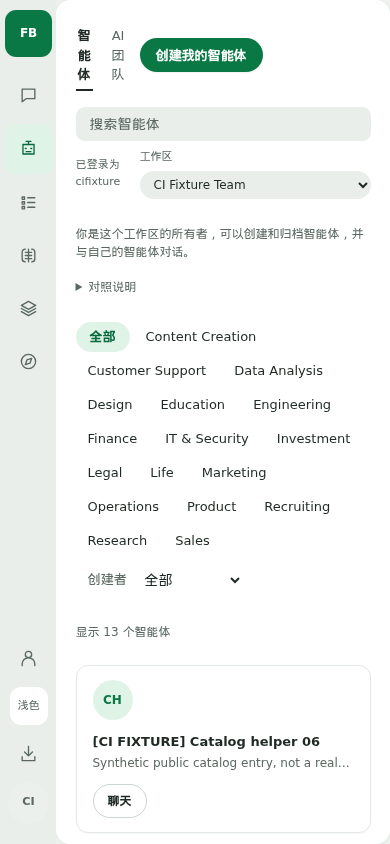 FB
智能体
AI 团队
创建我的智能体
搜索智能体
已登录为
cifixture
工作区
CI Fixture Team
你是这个工作区的所有者，可以创建和归档智能体，并
与自己的智能体对话。
对照说明
全部 Content Creation
Customer Support Data Analysis
Design Education Engineering
Finance IT & Security Investment
Legal Life Marketing
Operations Product Recruiting
Research Sales
创建者 全部
显示 13 个智能体
CH
[CI FIXTURE] Catalog helper 06
Synthetic public catalog entry, not a real...
聊天
浅色
CI